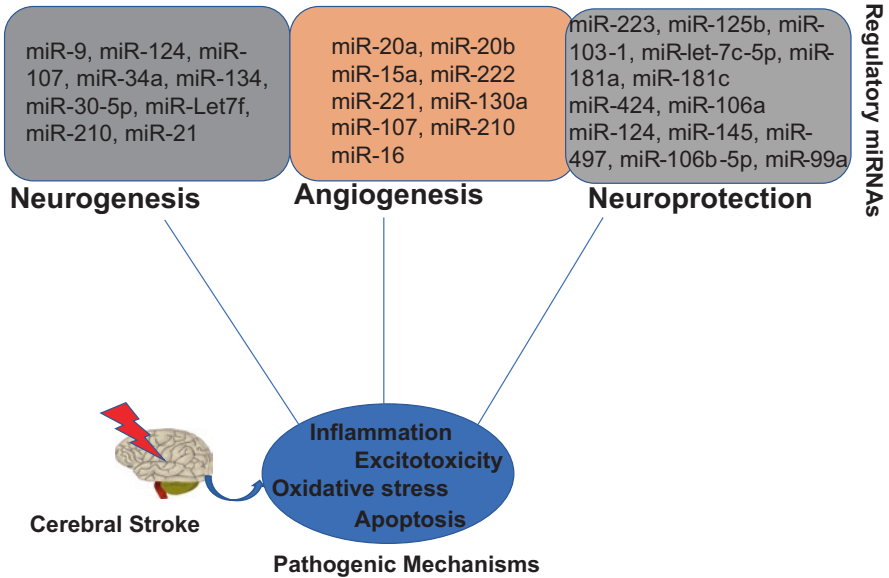 miR-9, miR-124, miR-
107, miR-34a, miR-134,
miR-30-5p, miR-Let7f,
miR-210, miR-21
Neurogenesis
miR-20a, miR-20b
miR-15a, miR-222
miR-221, miR-130a
miR-107, miR-210
miR-16
Angiogenesis
miR-223, miR-125b, miR-
103-1, miR-let-7c-5p, miR-
181a, miR-181c
miR-424, miR-106a
miR-124, miR-145, miR-
497, miR-106b-5p, miR-99a
Neuroprotection
Regulatory miRNAs
Inflammation
Excitotoxicity
Oxidative stress
Apoptosis
Cerebral Stroke
Pathogenic Mechanisms